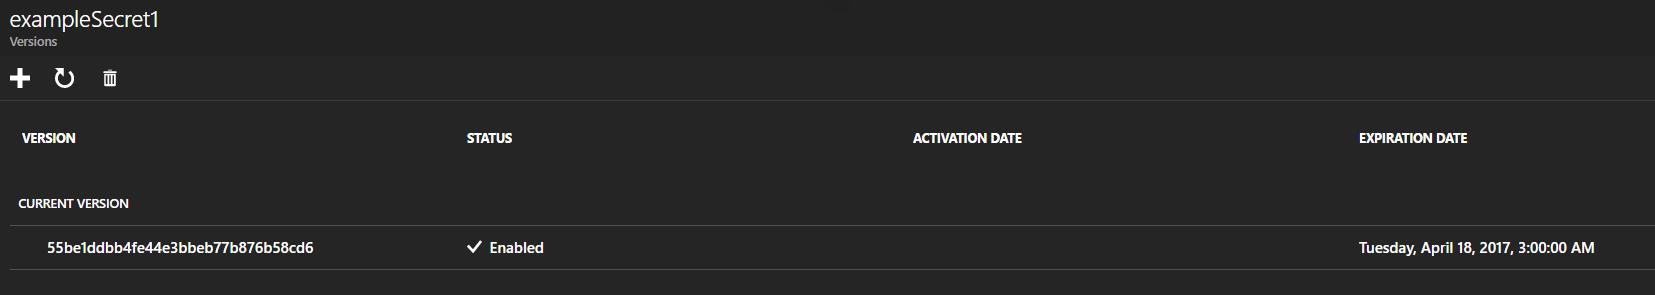 exampleSecret1
Versions
VERSION STATUS ACTIVATION DATE EXPIRATION DATE
CURRENT VERSION
55be1ddbb4fe44e3bbeb77b876b58cd6 Enabled Tuesday, April 18, 2017, 3:00:00 AM